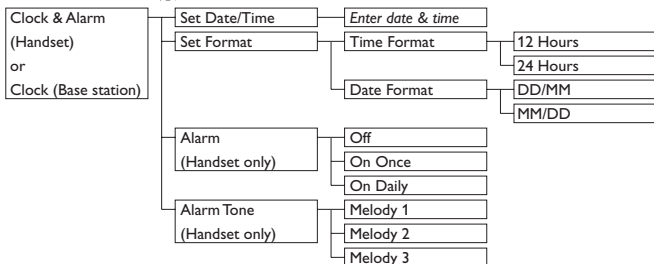 Clock & Alarm
(Handset)
or
Clock (Base station)
Set Date/Time
Enter date & time
Set Format
Time Format
12 Hours
24 Hours
Date Format
DD/MM
MM/DD
Alarm
(Handset only)
Off
On Once
On Daily
Alarm Tone
(Handset only)
Melody 1
Melody 2
Melody 3